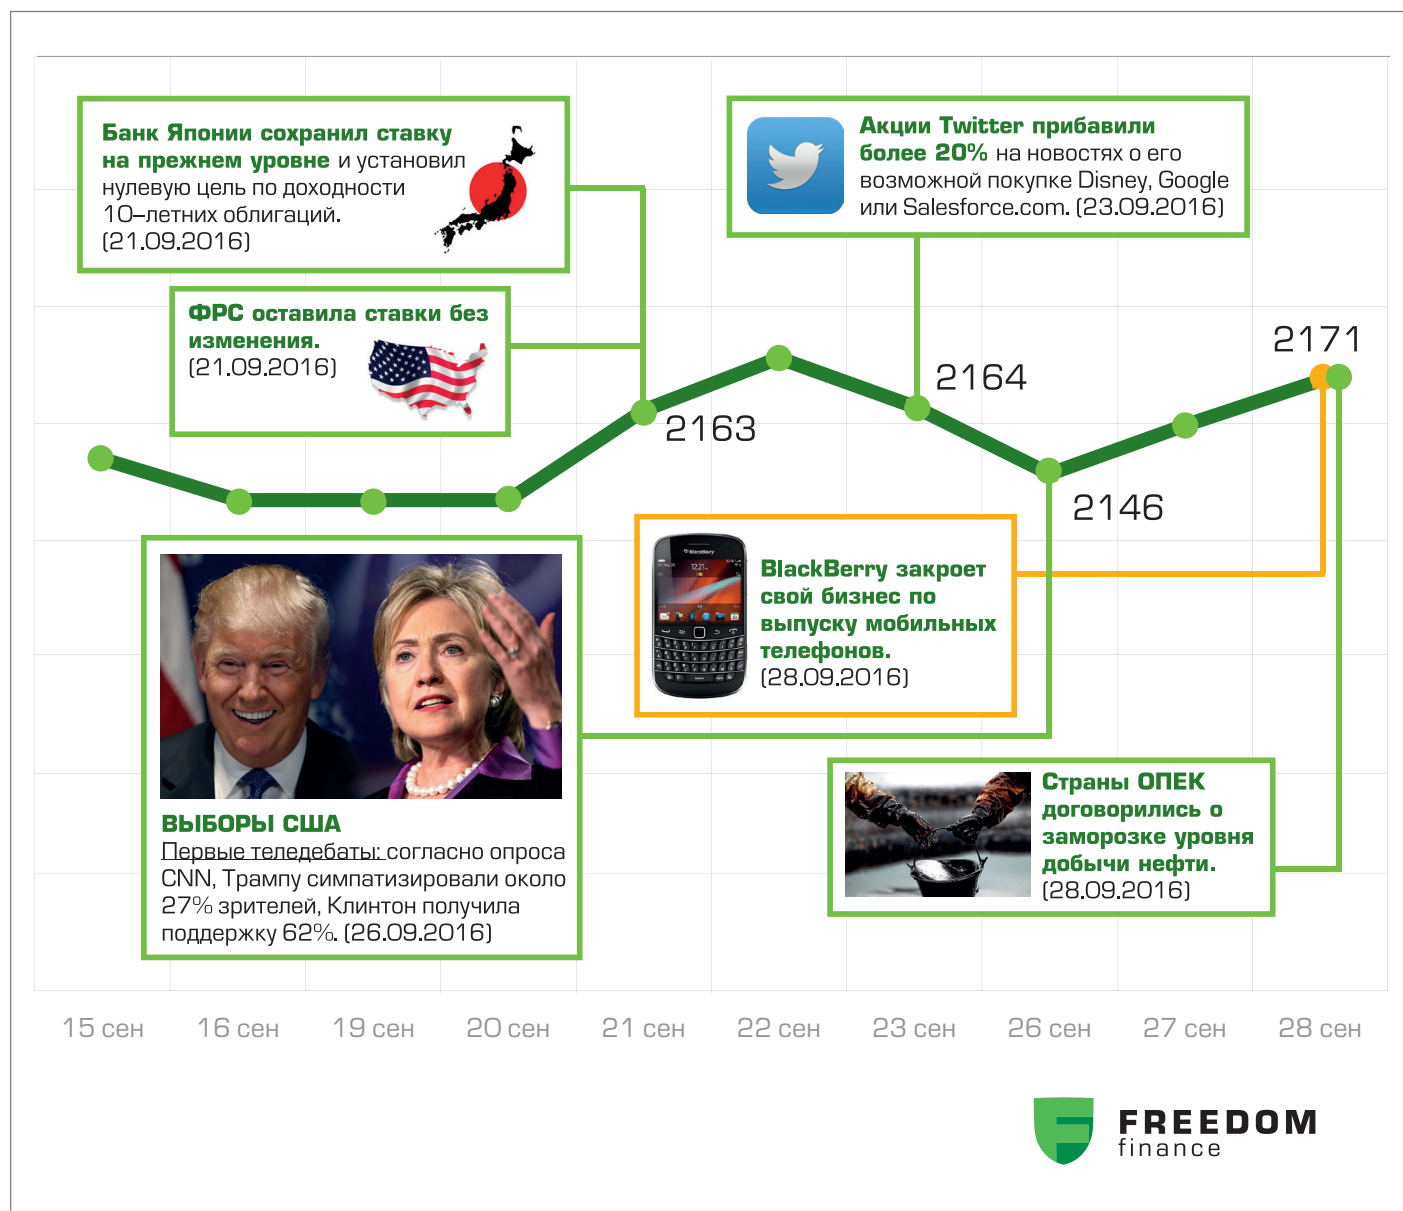 Банк Японии сохранил ставку
на прежнем уровне и установил
нулевую цель по доходности
10–летних облигаций.
(21.09.2016)
Акции Twitter прибавили
более 20% на новостях о его
возможной покупке Disney, Google
или Salesforce.com. (23.09.2016)
ФРС оставила ставки без
изменения.
(21.09.2016)
2171
2164
2163
2146
BlackBerry
BlackBerry закроет
свой бизнес по
выпуску мобильных
телефонов.
(28.09.2016)
ВЫБОРЫ США
Первые теледебаты: согласно опроса
CNN, Трампу симпатизировали около
27% зрителей, Клинтон получила
поддержку 62%. (26.09.2016)
Страны ОПЕК
договорились о
заморозке уровня
добычи нефти.
(28.09.2016)
15 сен 16 сен 19 сен 20 сен 21 сен 22 сен 23 сен 26 сен 27 сен 28 сен
FREEDOM
finance